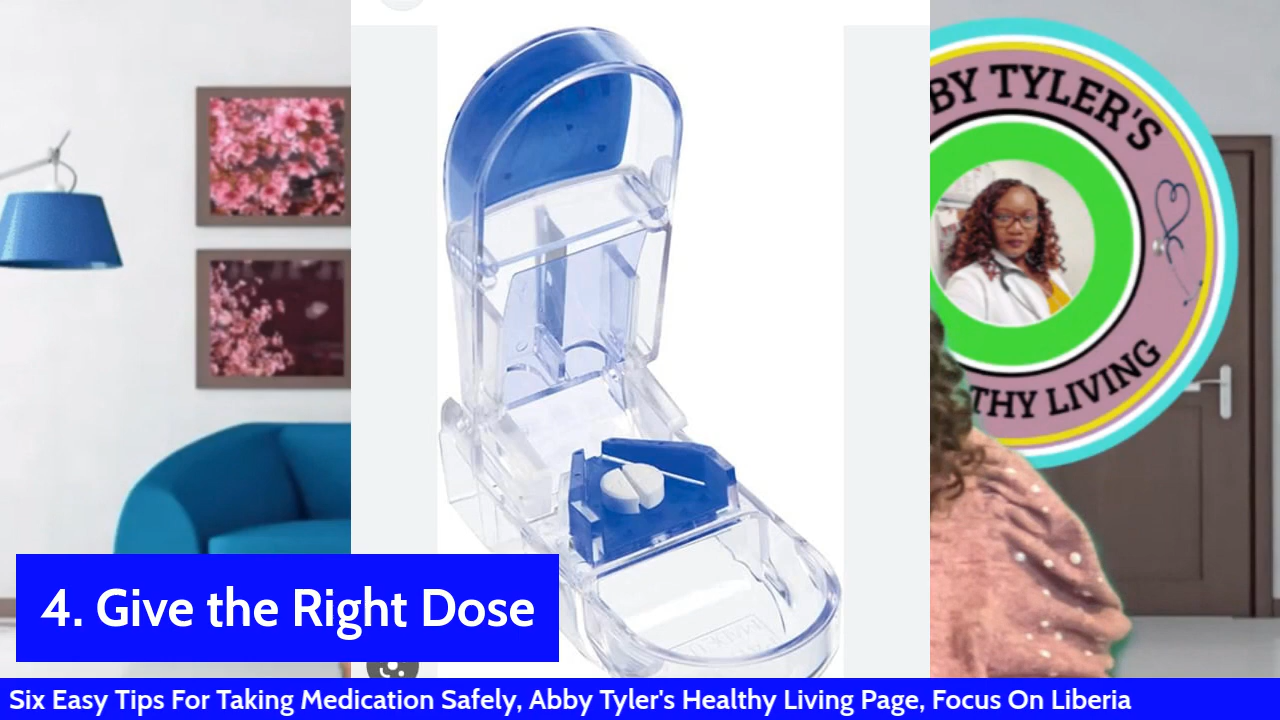 BY TYLER'S
THY LIVING
4. Give the Right Dose
Six Easy Tips For Taking Medication Safely, Abby Tyler's Healthy Living Page, Focus On Liberia